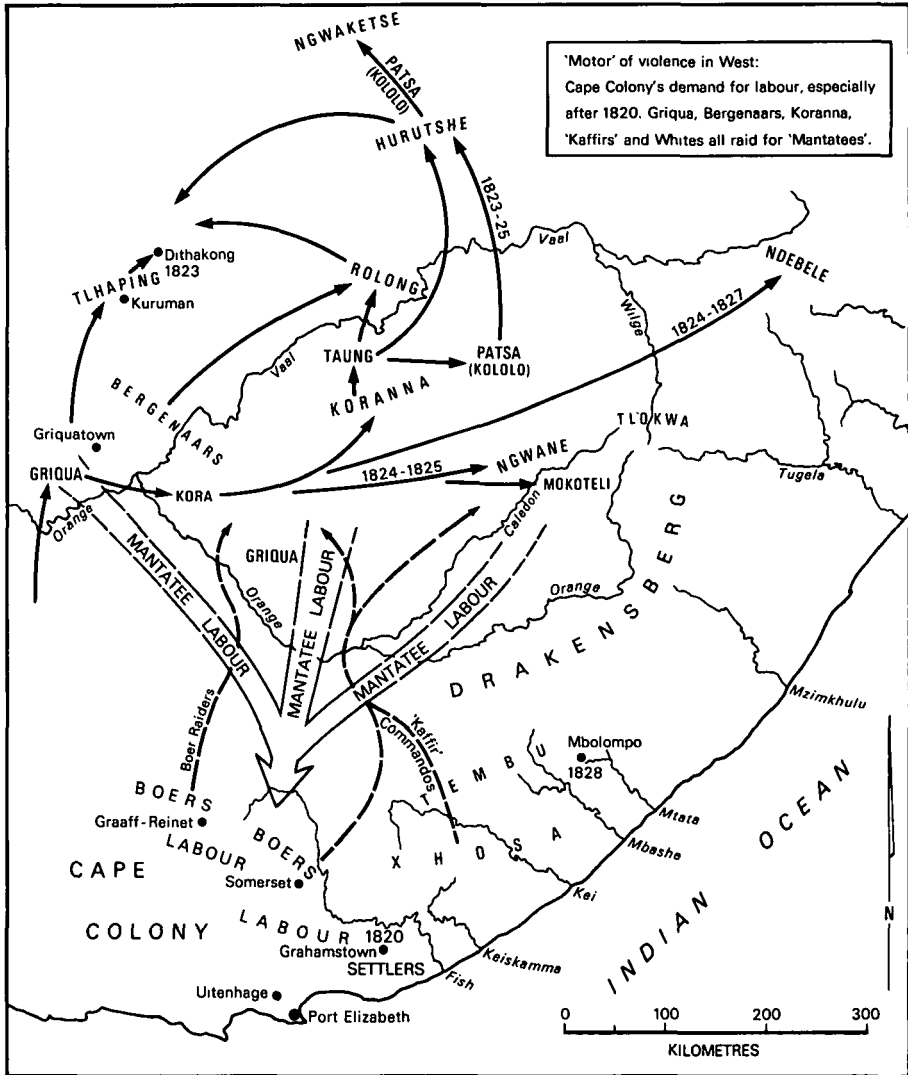 NGWAKETSE
PATSA
(KOLOLO)
HURUTSHE
'Motor' of violence in West:
Cape Colony's demand for labour, especially
after 1820. Griqua, Bergenaars, Koranna,
'Kaffirs' and Whites all raid for 'Mantatees'.
1823-25
Vaal
NDEBELE
Dithakong
1823
TLHAPING
Kuruman
ROLONG
Wilge
1824-1827
Vaal
TAUNG
PATSA
(KOLOLO)
BERGENAARS
KORANNA
TLOKWA
Griquatown
GRIQUA
KORA
1824-1825
NGWANE
MOKOTELI
Caledon
Tugela
Orange
MANTATEE LABOUR
GRIQUA
MANTATEE LABOUR
MANTATEE LABOUR
Orange
Orange
DRAKENSBERG
Mzimkhulu
Boer Raiders
'Kaffir'
Commandos
TEMBU
Mbolompo
1828
Mtata
BOERS
Graaff-Reinet
BOERS
XHOSA
Mbashe
LABOUR
CAPE
COLONY
Somerset
Kei
LABOUR
1820
Grahamstown
SETTLERS
Keiskamma
Fish
INDIAN OCEAN
N
Uitenhage
Port Elizabeth
0 100 200 300
KILOMETRES